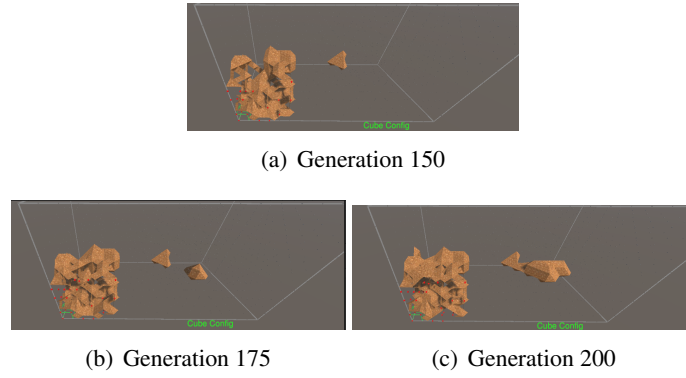 Cube Config
(a) Generation 150
Cube Config
Cube Config
(b) Generation 175
(c) Generation 200